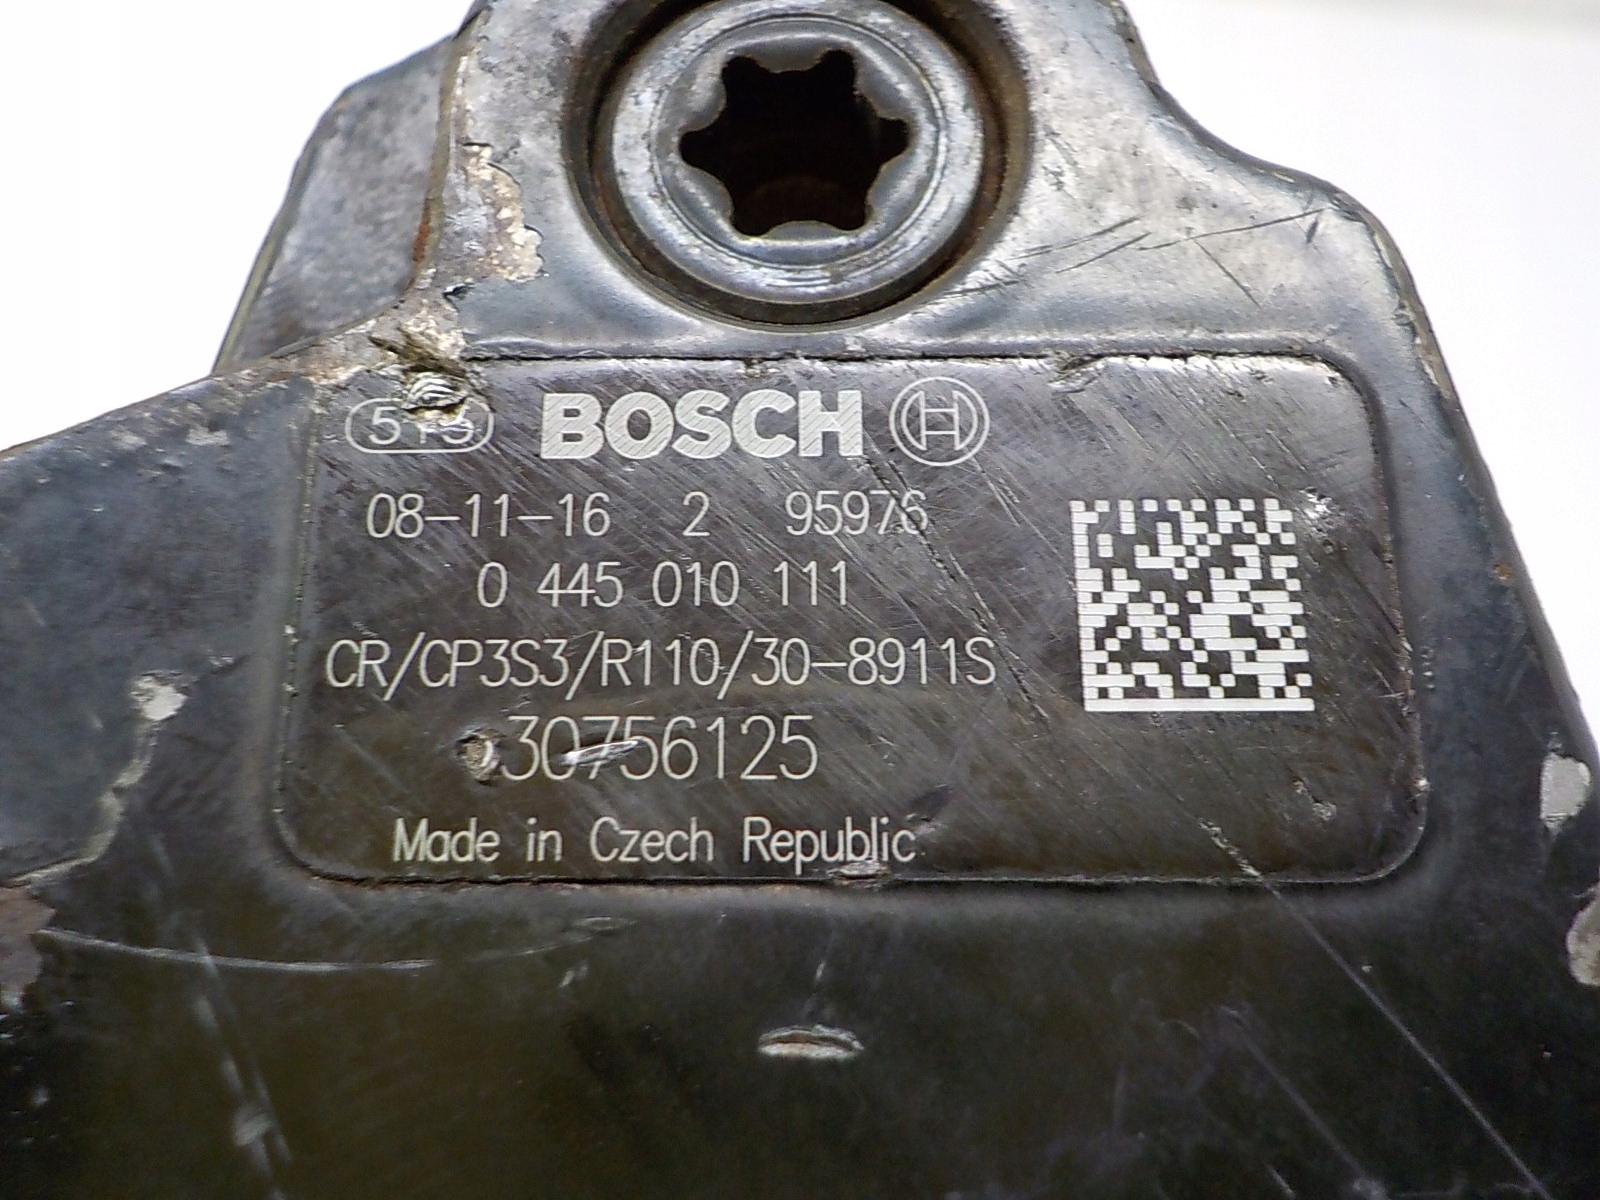 BOSCH
08-11-16 2 95976
0 445 010 111
CR/CP3S3/R110/30-8911S
30756125
Made in Czech Republic